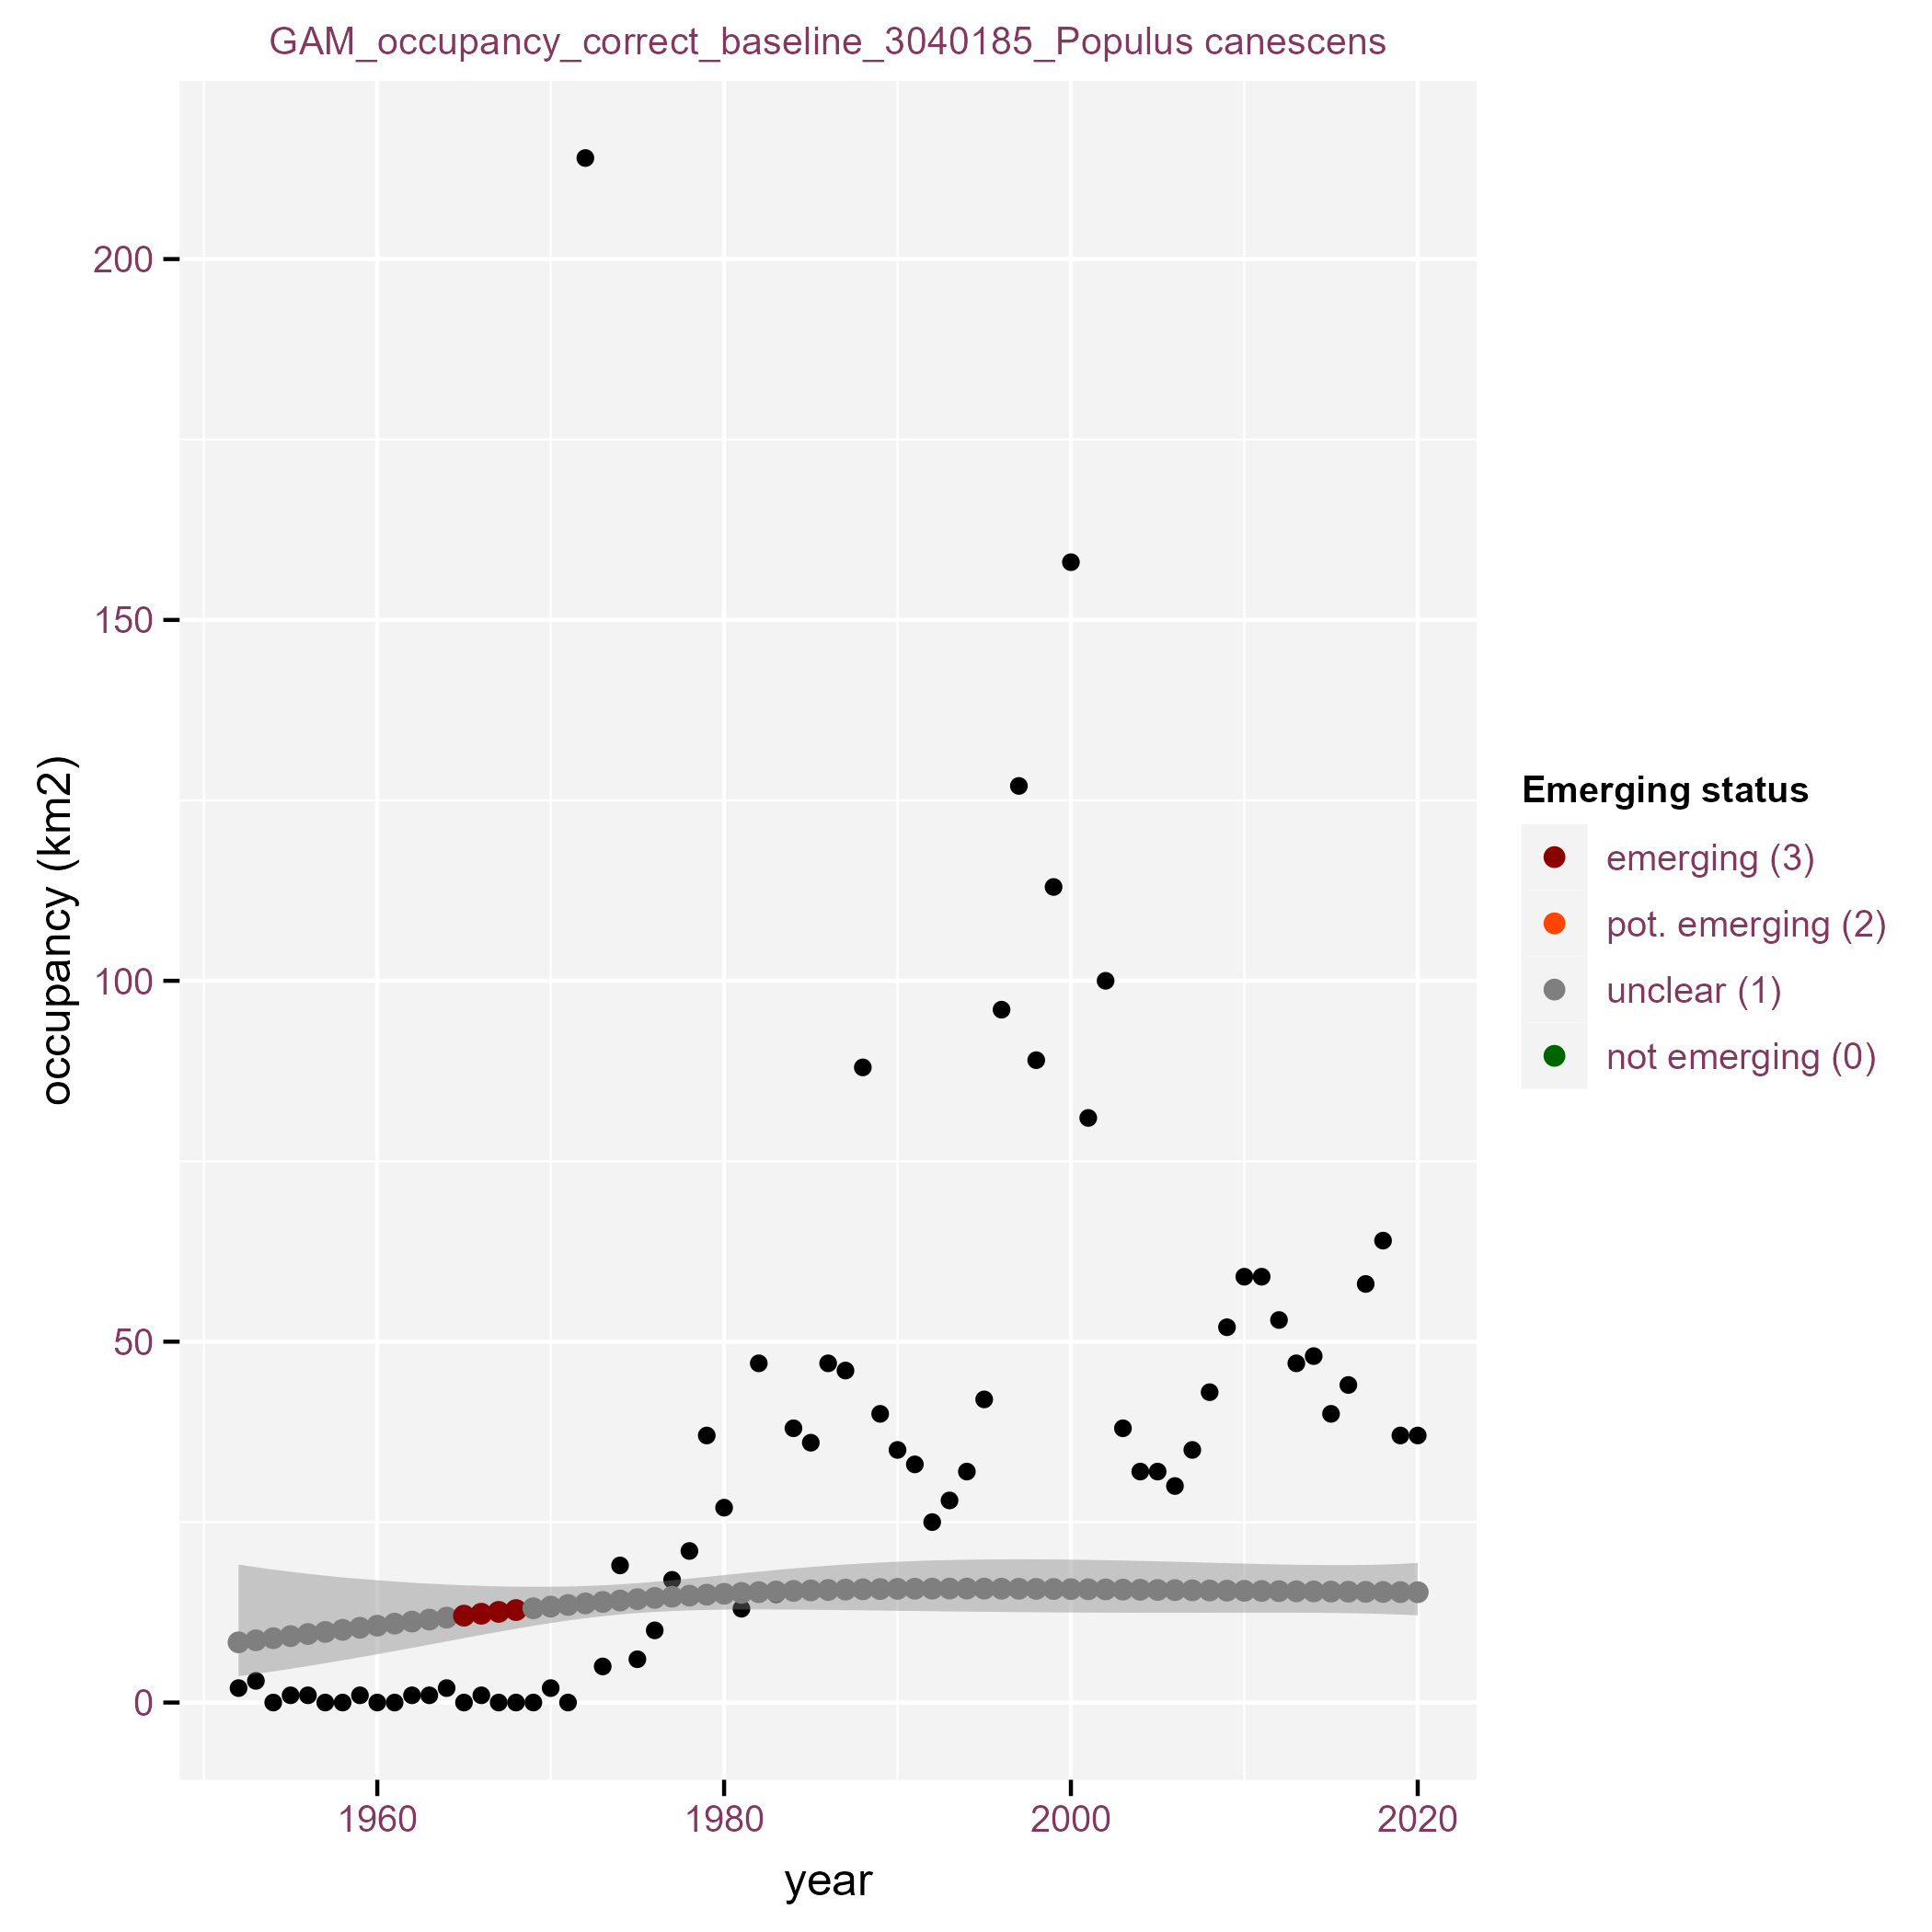 GAM_occupancy_correct_baseline_3040185_Populus canescens
occupancy (km2)
200
150
100
50
0
1960 1980 2000 2020
year
Emerging status
emerging (3)
pot. emerging (2)
unclear (1)
not emerging (0)